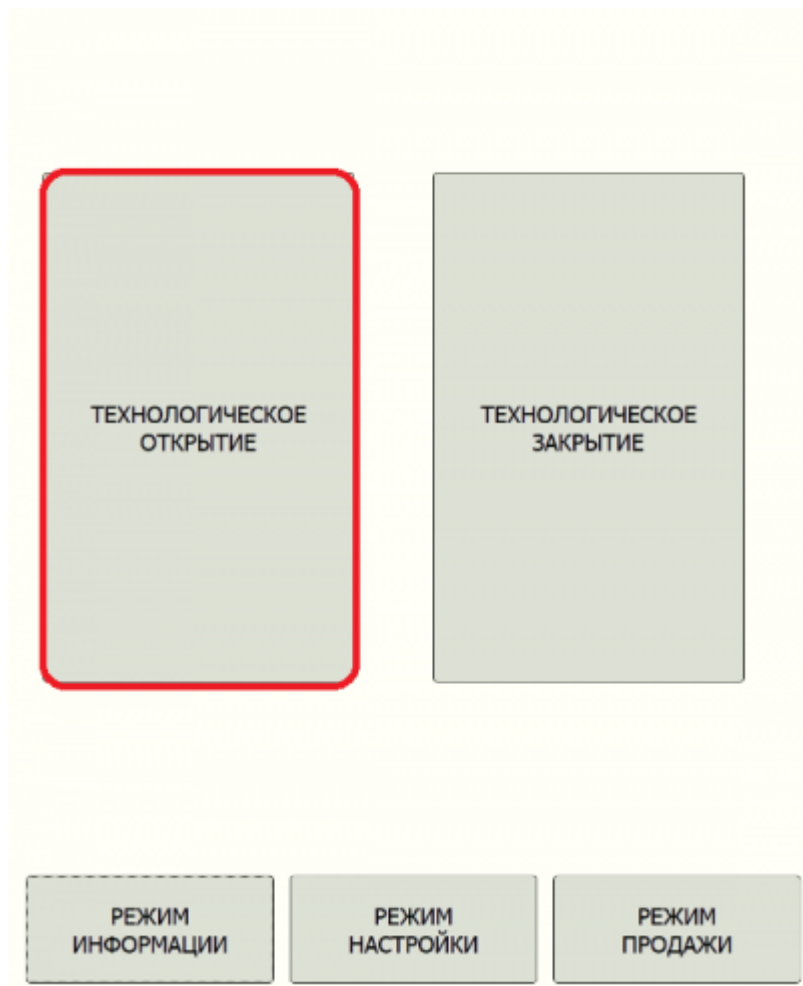 ТЕХНОЛОГИЧЕСКОЕ
ОТКРЫТИЕ
ТЕХНОЛОГИЧЕСКОЕ
ЗАКРЫТИЕ
РЕЖИМ
ИНФОРМАЦИИ
РЕЖИМ
НАСТРОЙКИ
РЕЖИМ
ПРОДАЖИ